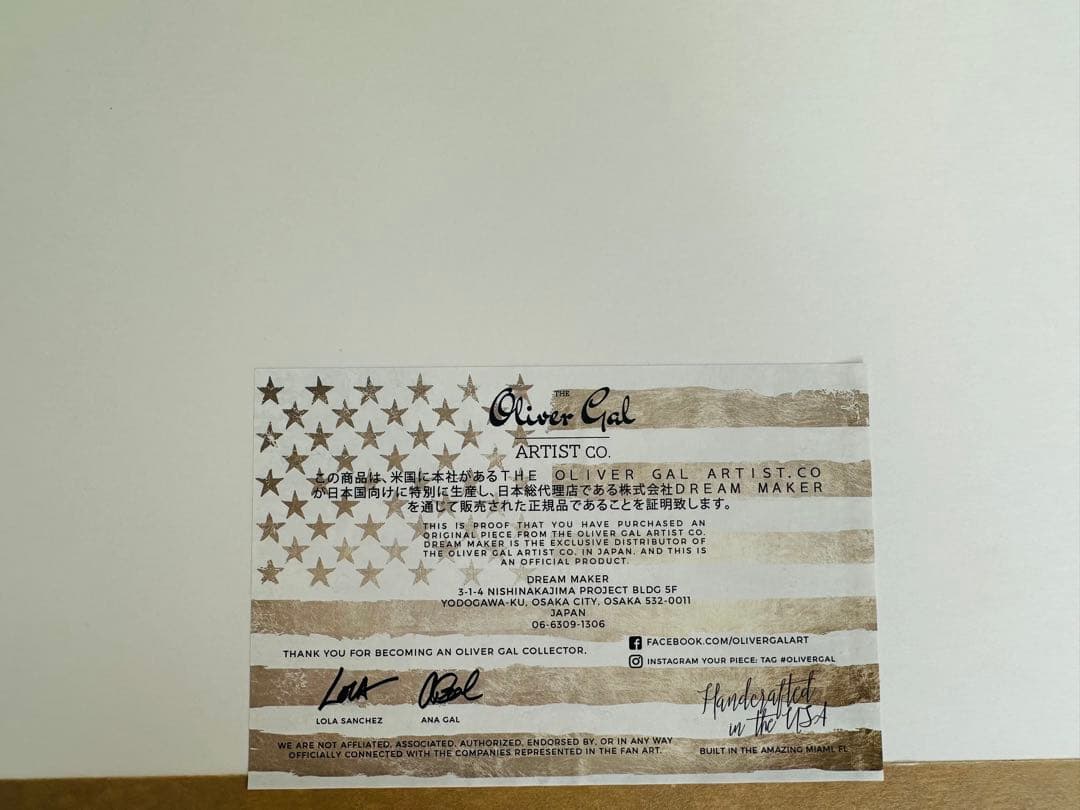 THE
Oliver Gal
ARTIST CO.
この商品は、米国に本社があるTHE OLIVER GAL ARTIST.CO
が日本国向けに特別に生産し、日本総代理店である株式会社DREAM MAKER
を通じて販売された正規品であることを証明致します。
THIS IS PROOF THAT YOU HAVE PURCHASED AN
ORIGINAL PIECE FROM THE OLIVER GAL ARTIST CO.
DREAM MAKER IS THE EXCLUSIVE DISTRIBUTOR OF
THE OLIVER GAL ARTIST CO. IN JAPAN. AND THIS IS
AN OFFICIAL PRODUCT.
DREAM MAKER
3-1-4 NISHINAKAJIMA PROJECT BLDG 5F
YODOGAWA-KU, OSAKA CITY, OSAKA 532-0011
JAPAN
06-6309-1306
FACEBOOK.COM/OLIVERGALART
THANK YOU FOR BECOMING AN OLIVER GAL COLLECTOR.
INSTAGRAM YOUR PIECE: TAG #OLIVERGAL
LOLA
LOLA SANCHEZ
ANA GAL
Handcrafted
in the USA
WE ARE NOT AFFLIATED, ASSOCIATED, AUTHORIZED, ENDORSED BY, OR IN ANY WAY
OFFICIALLY CONNECTED WITH THE COMPANIES REPRESENTED IN THE FAN ART.
BUILT IN THE AMAZING MIAMI, FL